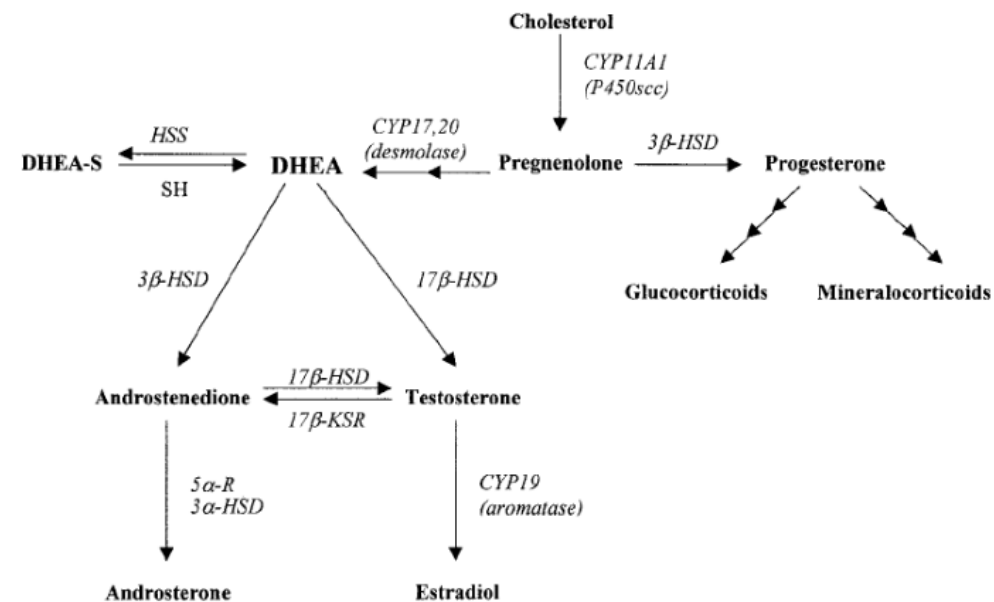 Cholesterol
CYP11A1
(P450scc)
CYP17,20
(desmolase)
HSS
DHEA-S
SH
DHEA
Pregnenolone
3β-HSD
Progesterone
3β-HSD
17β-HSD
Glucocorticoids
Mineralocorticoids
Androstenedione
17β-HSD
17β-KSR
Testosterone
5α-R
3α-HSD
CYP19
(aromatase)
Androsterone
Estradiol